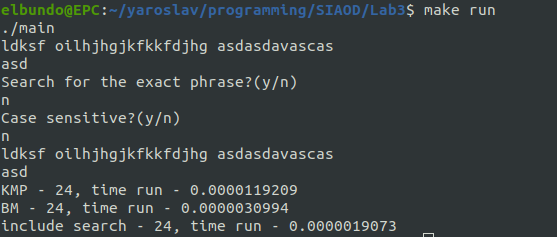 elbundo@EPC:~/yaroslav/programming/SIAOD/Lab3$ make run
./main
ldksf oilhjhgjkfkkfdjhg asdasdavascas
asd
Search for the exact phrase?(y/n)
n
Case sensitive?(y/n)
n
ldksf oilhjhgjkfkkfdjhg asdasdavascas
asd
KMP - 24, time run - 0.0000119209
BM - 24, time run - 0.0000030994
include search - 24, time run - 0.0000019073